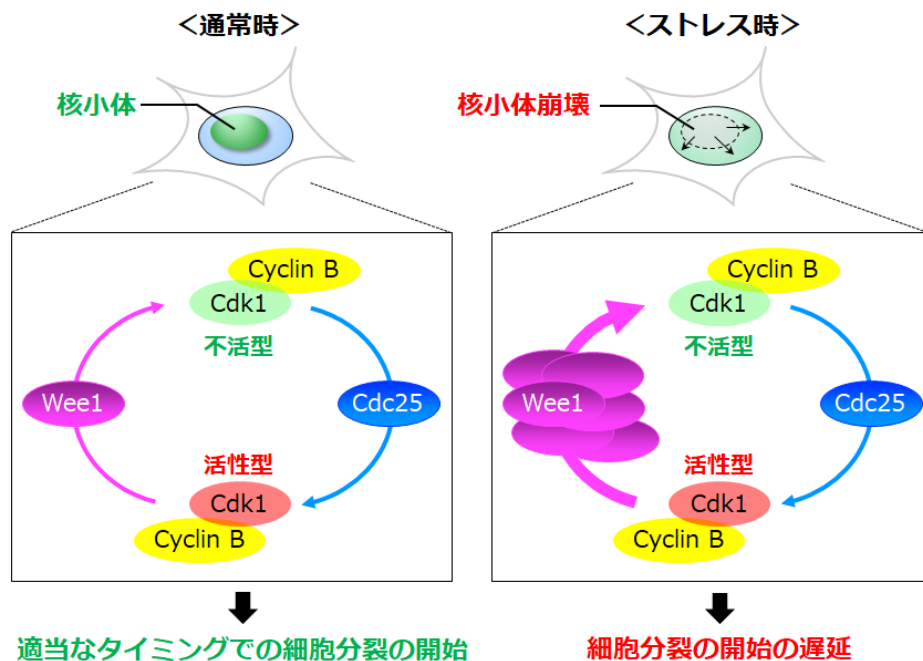 <通常時>
核小体
Cyclin B
Cdk1
不活型
Wee1
Cdc25
活性型
Cdk1
Cyclin B
適当なタイミングでの細胞分裂の開始
<ストレス時>
核小体崩壊
Cyclin B
Cdk1
不活型
Wee1
Cdc25
活性型
Cdk1
Cyclin B
細胞分裂の開始の遅延